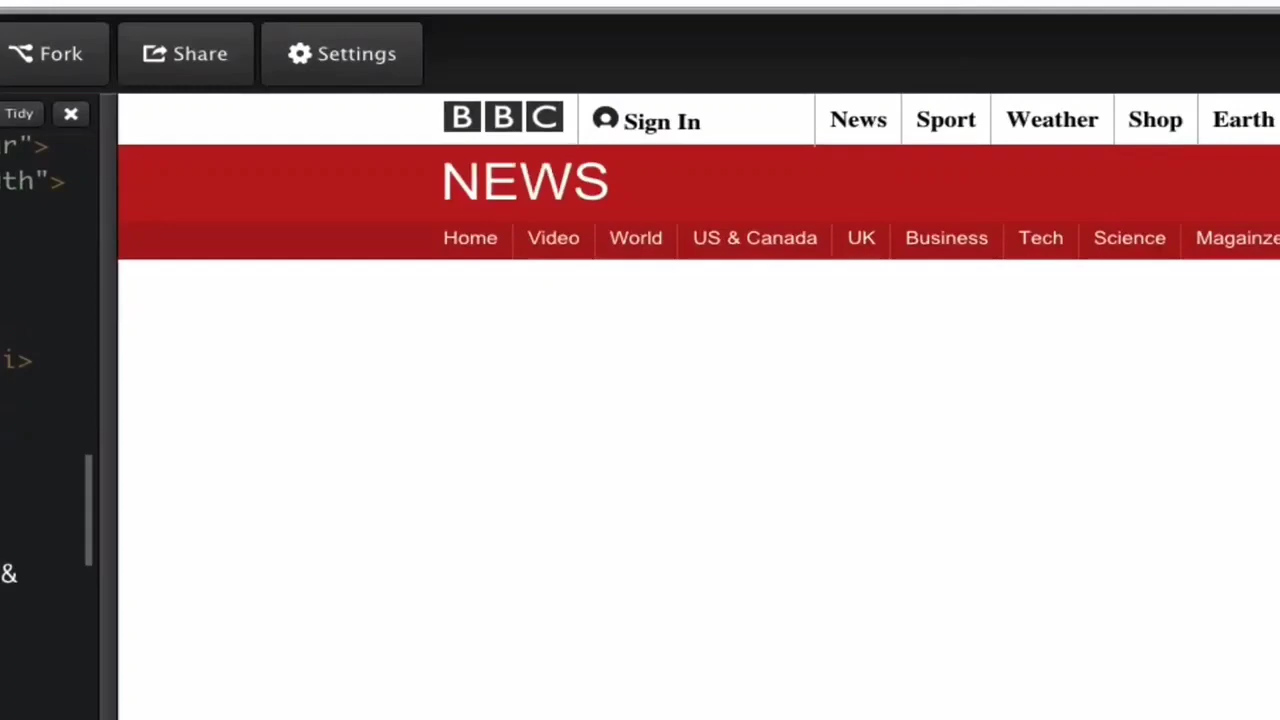 Fork Share Settings
Tidy
BBC Sign In News Sport Weather Shop Earth
r">
th">
NEWS
Home Video World US & Canada UK Business Tech Science Magainze
i>
&